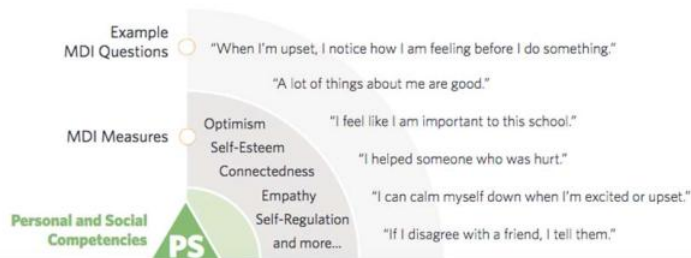 Example
MDI Questions
"When I'm upset, I notice how I am feeling before I do something."
"A lot of things about me are good."
"I feel like I am important to this school."
"I helped someone who was hurt."
"I can calm myself down when I'm excited or upset."
"If I disagree with a friend, I tell them."
MDI Measures
Optimism
Self-Esteem
Connectedness
Empathy
Self-Regulation
and more...
Personal and Social
Competencies
PS